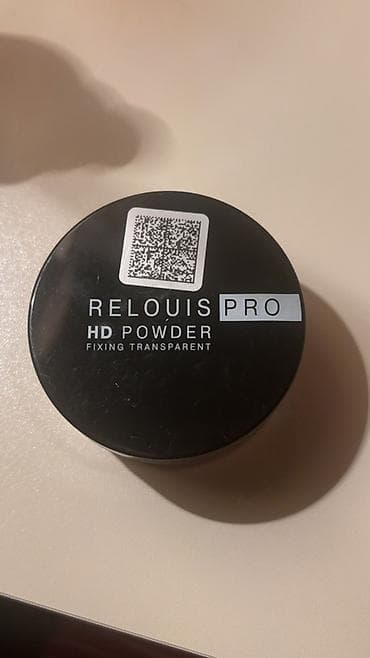 RELOUIS PRO
HD POWDER
FIXING TRANSPARENT